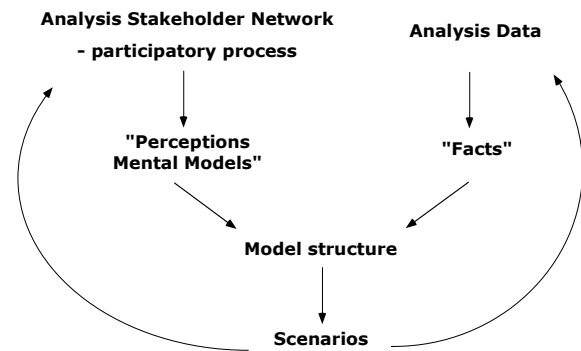 Analysis Stakeholder Network
- participatory process
Analysis Data
"Perceptions
Mental Models"
"Facts"
Model structure
Scenarios